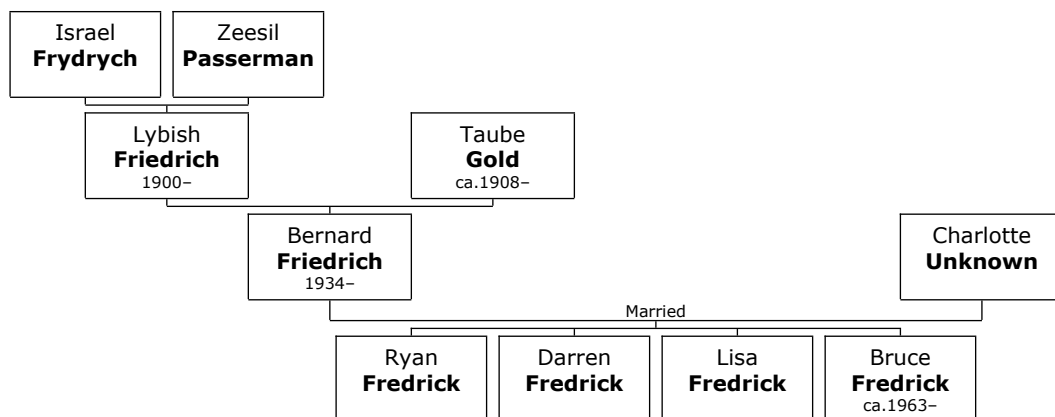 Israel
Frydrych
Zeesil
Passerman
Lybish
Friedrich
1900–
Taube
Gold
ca.1908–
Bernard
Friedrich
1934–
Charlotte
Unknown
Married
Ryan
Fredrick
Darren
Fredrick
Lisa
Fredrick
Bruce
Fredrick
ca.1963–